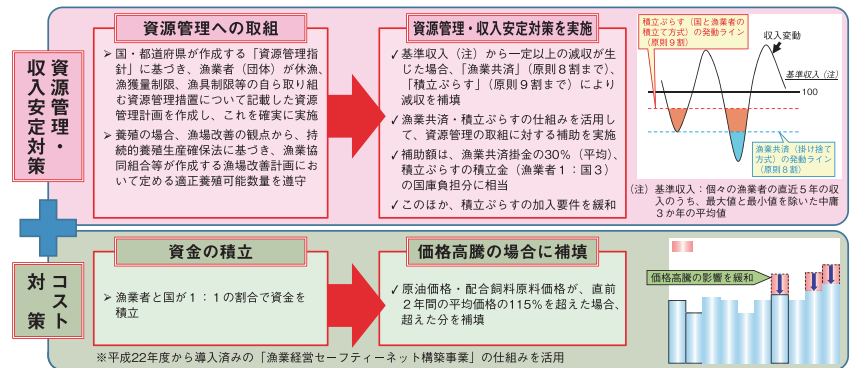 資源管理・
収入安定対策
資源管理への取組
➢国・都道府県が作成する「資源管理指
針」に基づき、漁業者（団体）が休漁、
漁獲量制限、漁具制限等の自ら取り組
む資源管理措置について記載した資源
管理計画を作成し、これを確実に実施
➢養殖の場合、漁場改善の観点から、持
続的養殖生産確保法に基づき、漁業協
同組合等が作成する漁場改善計画にお
いて定める適正養殖可能数量を遵守
資源管理・収入安定対策を実施
✓基準収入（注）から一定以上の減収が生
じた場合、「漁業共済」（原則８割まで）、
「積立ぷらす」（原則９割まで）により
減収を補填
✓漁業共済・積立ぷらすの仕組みを活用し
て、資源管理の取組に対する補助を実施
✓補助額は、漁業共済掛金の30％（平均）、
積立ぷらすの積立金（漁業者１：国３）
の国庫負担分に相当
✓このほか、積立ぷらすの加入要件を緩和
積立ぷらす（国と漁業者の
積立て方式）の発動ライン
（原則９割）
収入変動
基準収入（注）
100
漁業共済（掛け捨て
方式）の発動ライン
（原則８割）
（注） 基準収入：個々の漁業者の直近５年の収
入のうち、最大値と最小値を除いた中庸
３か年の平均値
コスト
対策
資金の積立
➢漁業者と国が１：１の割合で資金を
積立
価格高騰の場合に補填
✓原油価格・配合飼料原料価格が、直前
２年間の平均価格の115％を超えた場合、
超えた分を補填
価格高騰の影響を緩和
※平成22年度から導入済みの「漁業経営セーフティーネット構築事業」の仕組みを活用